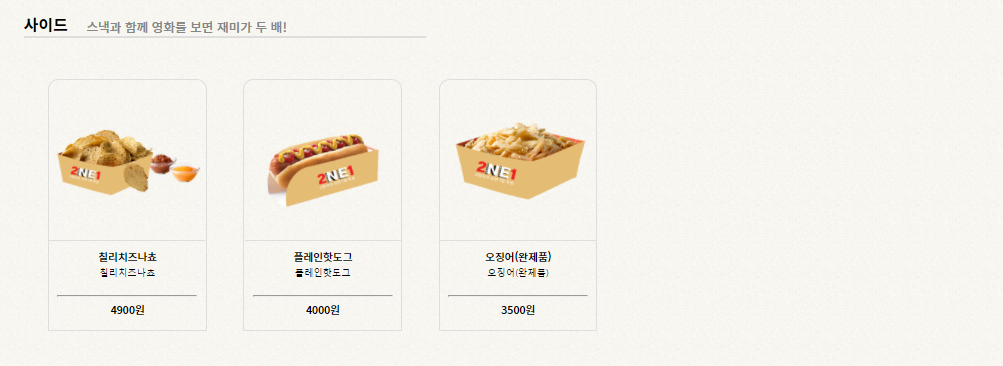 사이드 스낵과 함께 영화를 보면 재미가 두 배!
2NE1
2NE1
2NE1
칠리치즈나쵸
칠리치즈나쵸
4900원
플레인핫도그
플레인핫도그
4000원
오징어(완제품)
오징어(완제품)
3500원